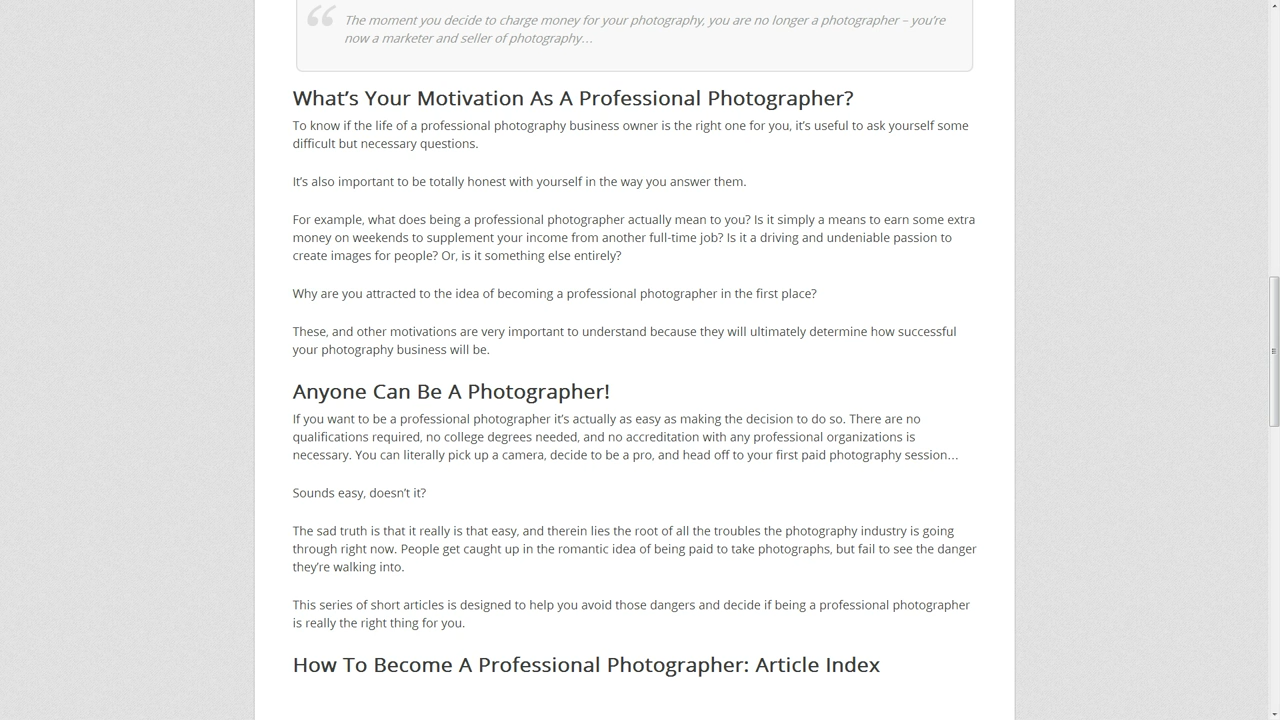 The moment you decide to charge money for your photography, you are no longer a photographer – you're
now a marketer and seller of photography…
What's Your Motivation As A Professional Photographer?
To know if the life of a professional photography business owner is the right one for you, it's useful to ask yourself some
difficult but necessary questions.
It's also important to be totally honest with yourself in the way you answer them.
For example, what does being a professional photographer actually mean to you? Is it simply a means to earn some extra
money on weekends to supplement your income from another full-time job? Is it a driving and undeniable passion to
create images for people? Or, is it something else entirely?
Why are you attracted to the idea of becoming a professional photographer in the first place?
These, and other motivations are very important to understand because they will ultimately determine how successful
your photography business will be.
Anyone Can Be A Photographer!
If you want to be a professional photographer it's actually as easy as making the decision to do so. There are no
qualifications required, no college degrees needed, and no accreditation with any professional organizations is
necessary. You can literally pick up a camera, decide to be a pro, and head off to your first paid photography session…
Sounds easy, doesn't it?
The sad truth is that it really is that easy, and therein lies the root of all the troubles the photography industry is going
through right now. People get caught up in the romantic idea of being paid to take photographs, but fail to see the danger
they're walking into.
This series of short articles is designed to help you avoid those dangers and decide if being a professional photographer
is really the right thing for you.
How To Become A Professional Photographer: Article Index